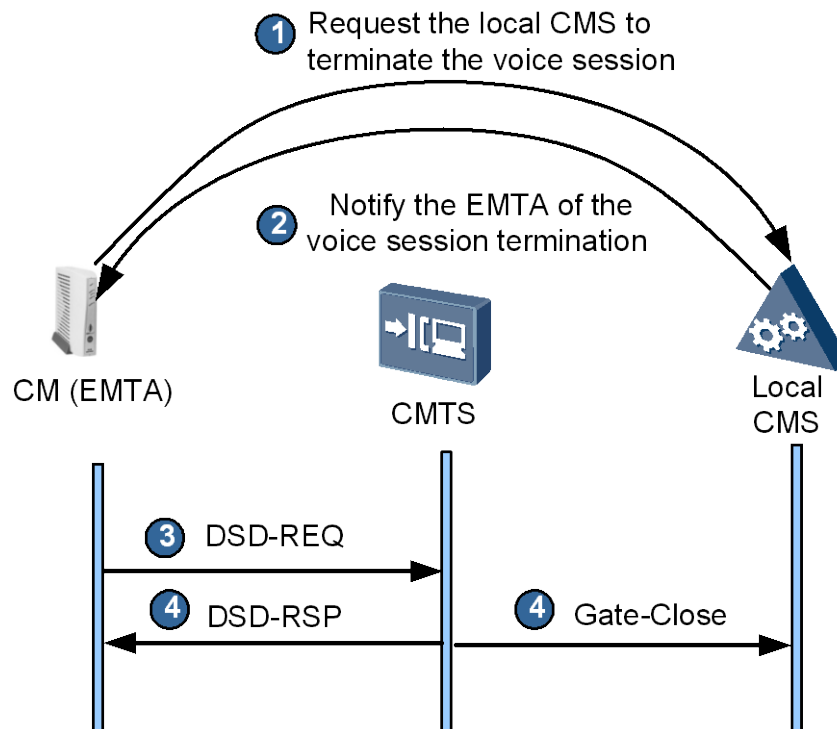 1 Request the local CMS to
terminate the voice session
2 Notify the EMTA of the
voice session termination
CM (EMTA)
CMTS
Local
CMS
3 DSD-REQ
4 DSD-RSP
4 Gate-Close